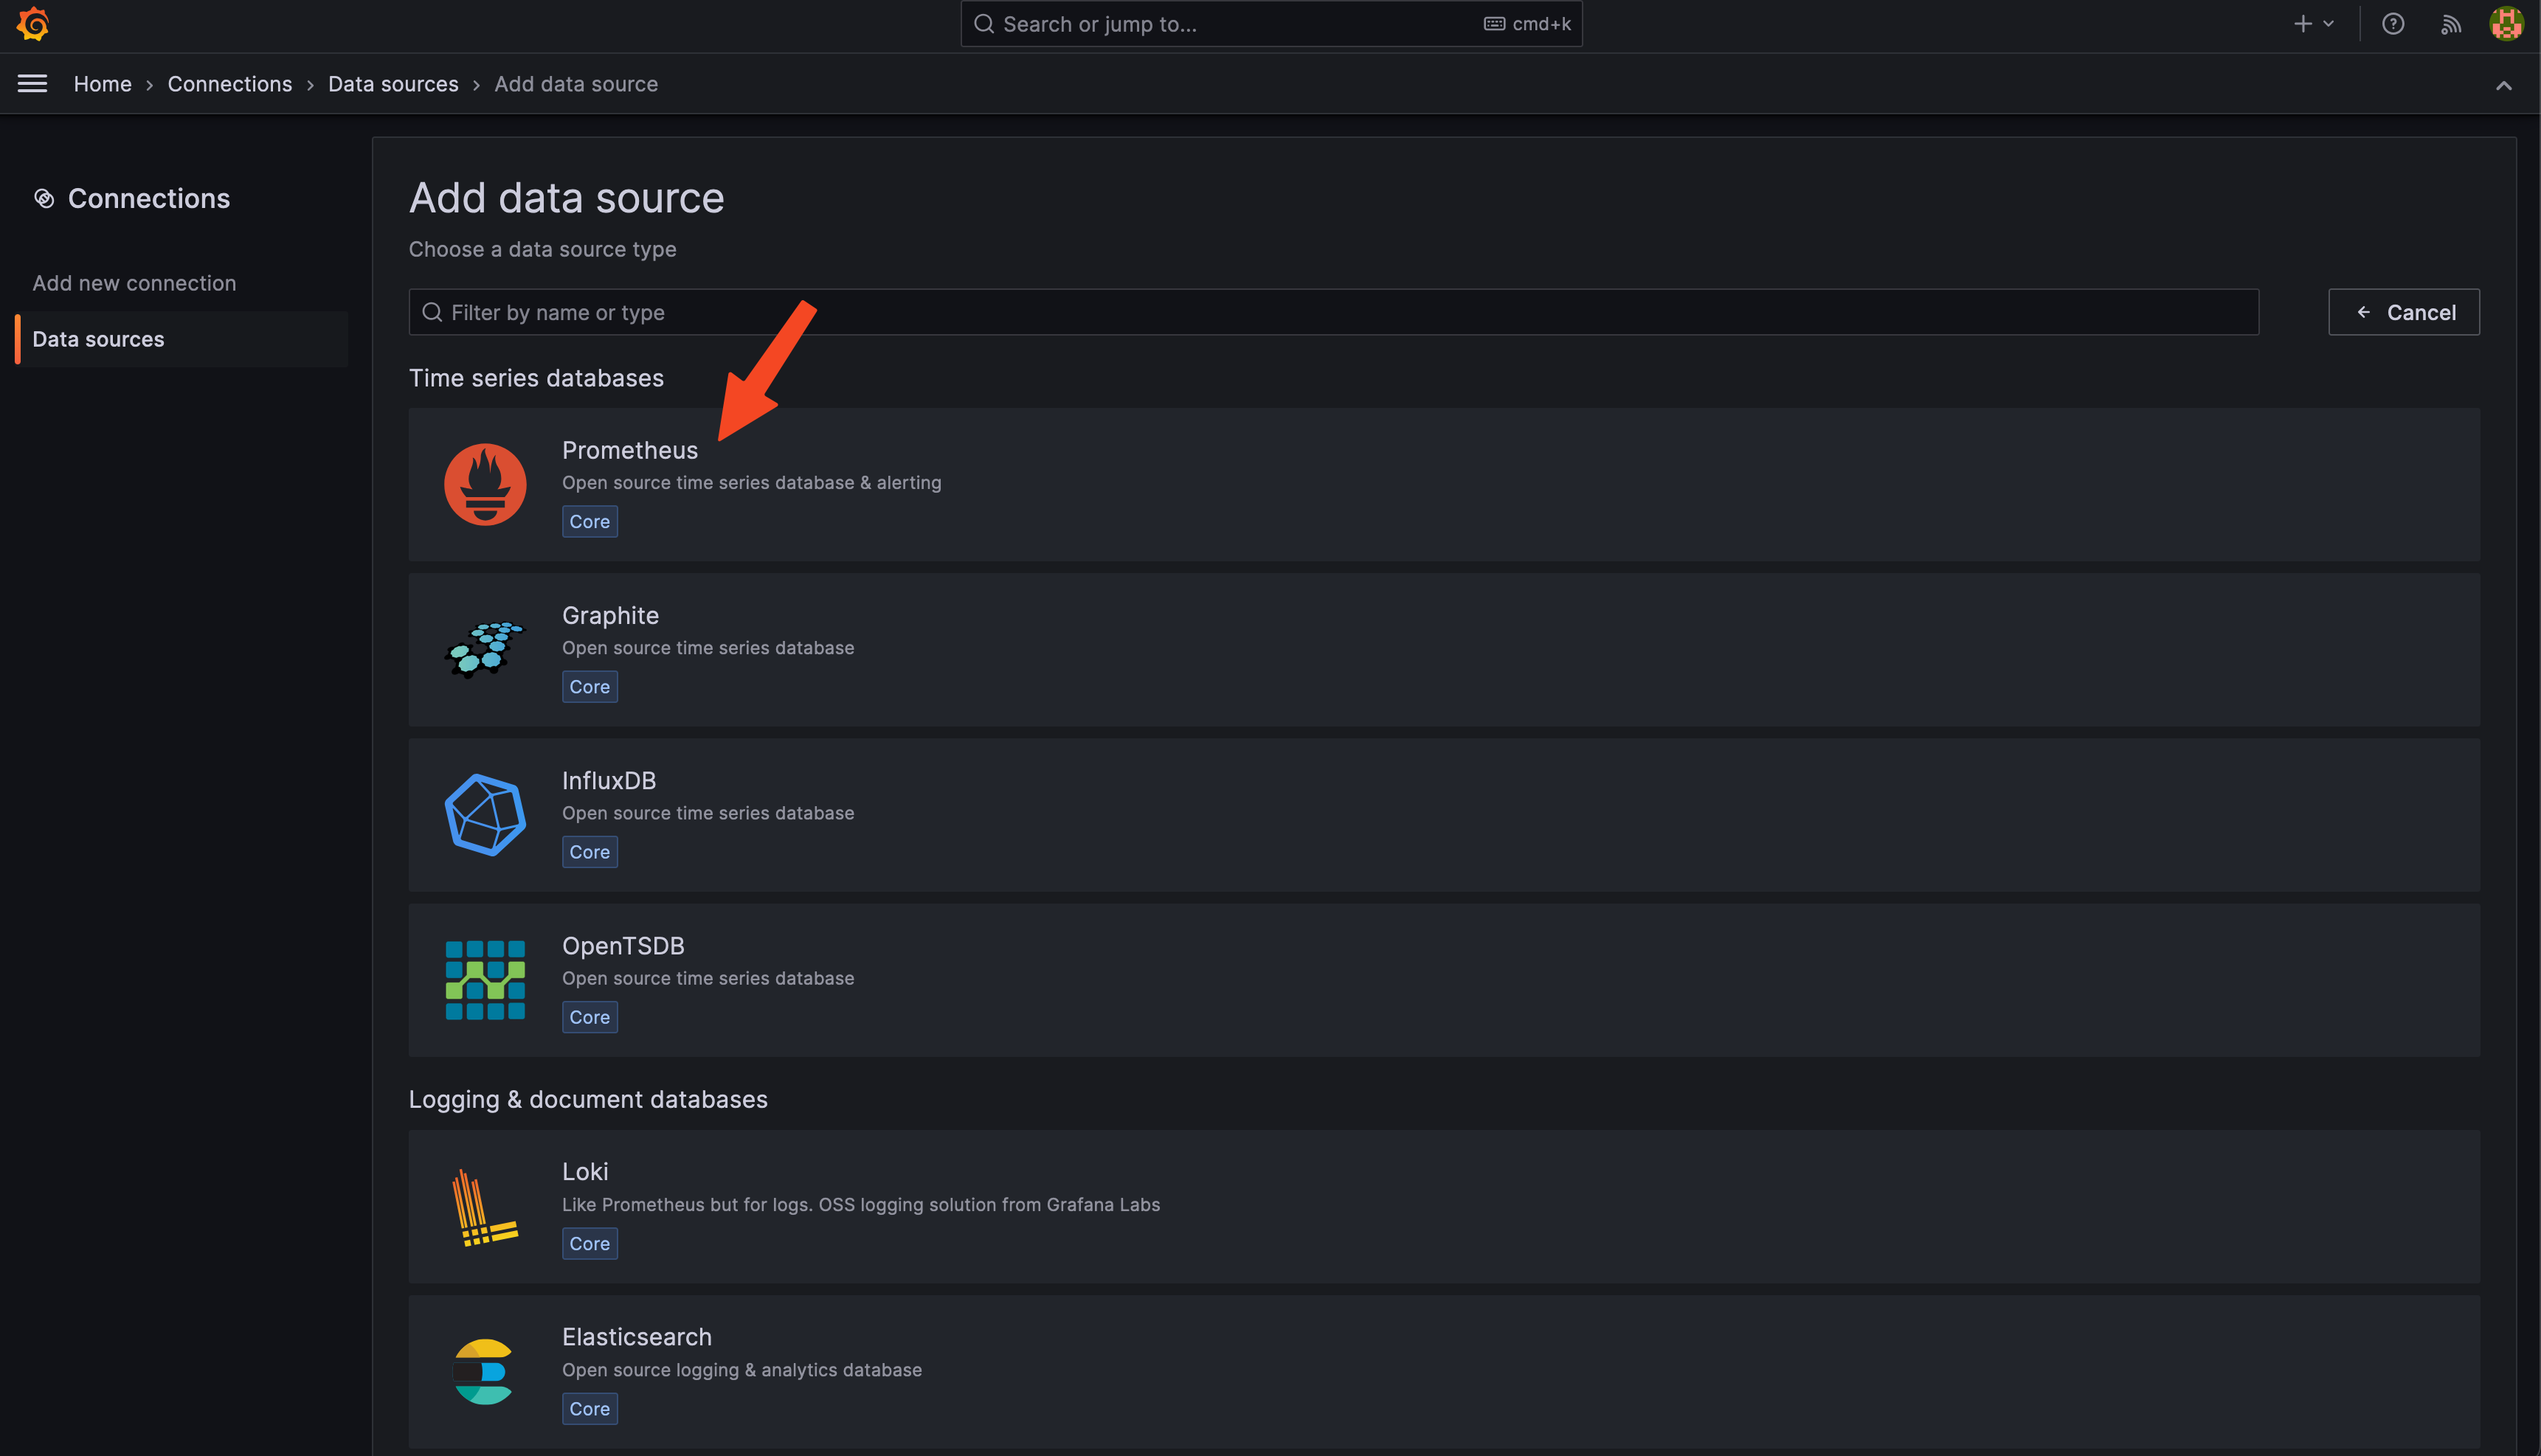 Search or jump to...
cmd+k
Home
Connections
Data sources
Add data source
Connections
Add new connection
Data sources
Add data source
Choose a data source type
Filter by name or type
Cancel
Time series databases
Prometheus
Open source time series database & alerting
Core
Graphite
Open source time series database
Core
InfluxDB
Open source time series database
Core
OpenTSDB
Open source time series database
Core
Logging & document databases
Loki
Like Prometheus but for logs. OSS logging solution from Grafana Labs
Core
Elasticsearch
Open source logging & analytics database
Core